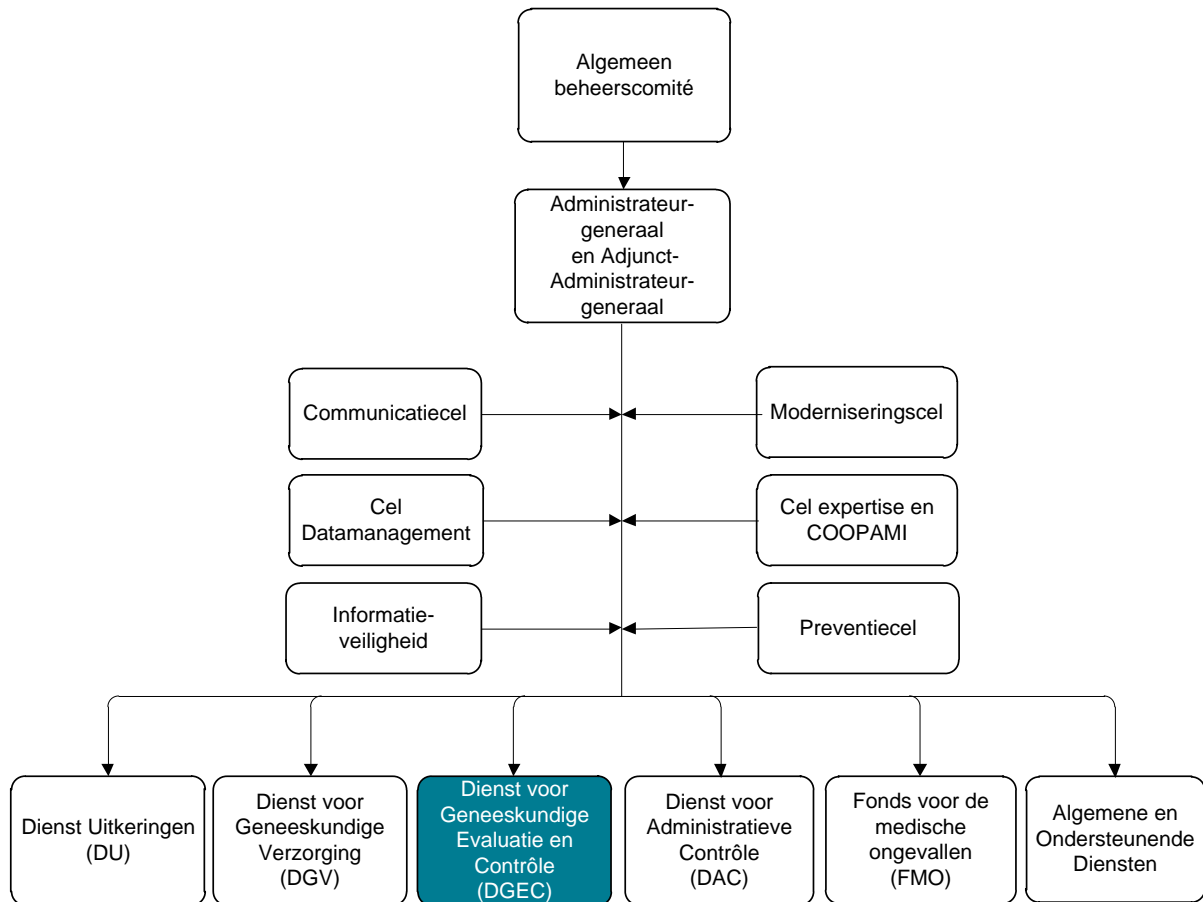 Algemeen
beheerscomité
Administrateur-
generaal
en Adjunct-
Administrateur-
generaal
Communicatiecel
Moderniseringscel
Cel
Datamanagement
Cel expertise en
COOPAMI
Informatie-
veiligheid
Preventiecel
Dienst Uitkeringen
(DU)
Dienst voor
Geneeskundige
Verzorging
(DGV)
Dienst voor
Geneeskundige
Evaluatie en
Contrôle
(DGEC)
Dienst voor
Administratieve
Contrôle
(DAC)
Fonds voor de
medische
ongevallen
(FMO)
Algemene en
Ondersteunende
Diensten